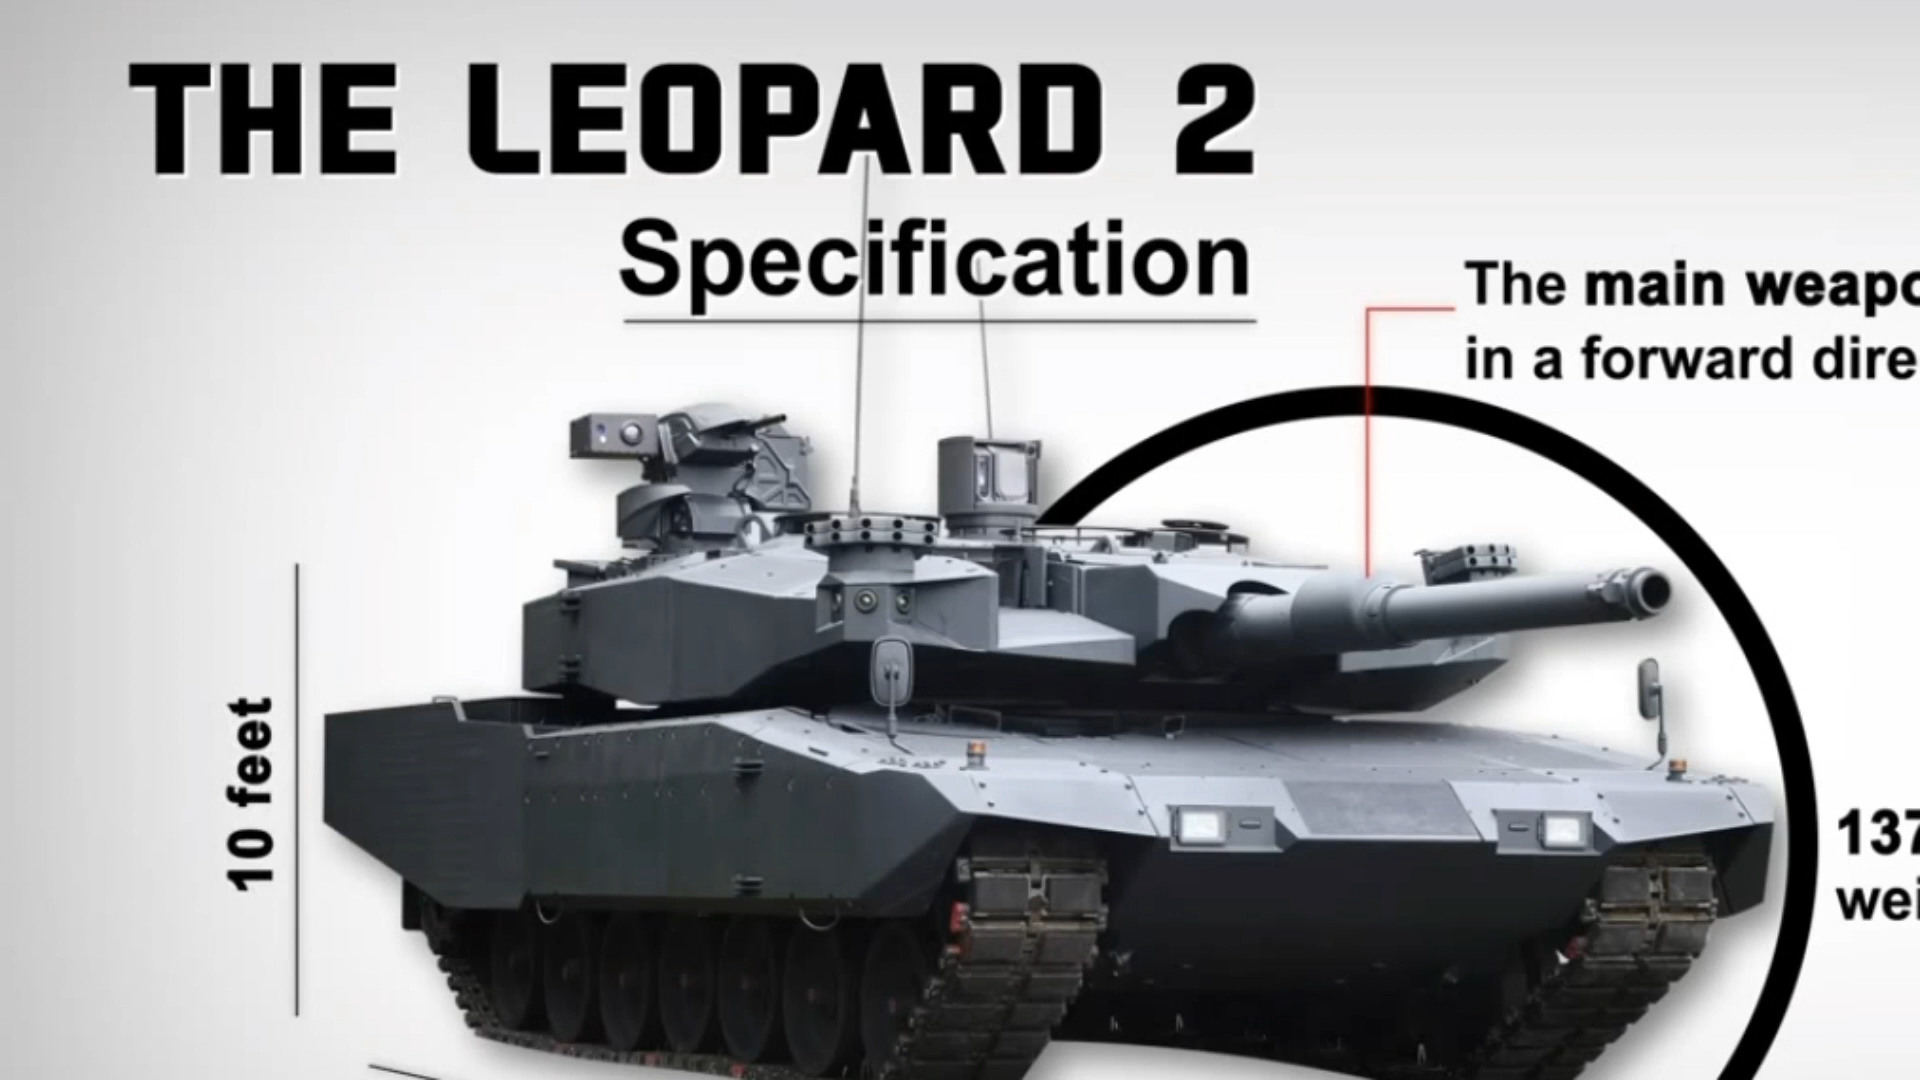 THE LEOPARD 2
Specification
The main weapo
in a forward dire
10 feet
137
wei